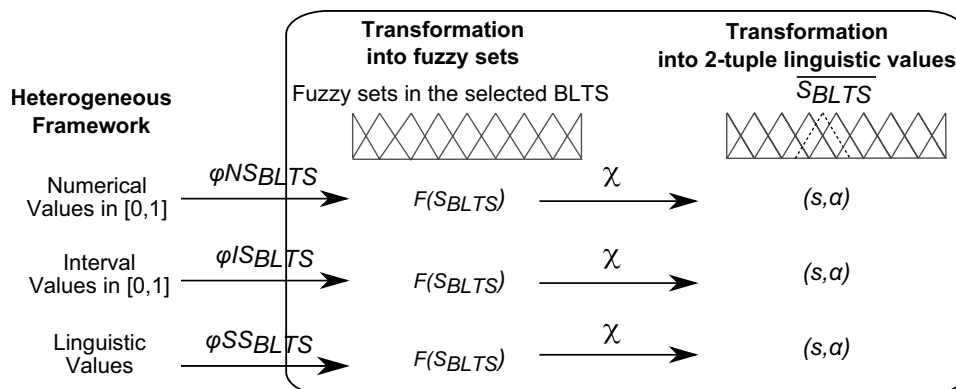 Transformation
into fuzzy sets
Transformation
into 2-tuple linguistic values
Fuzzy sets in the selected BLTS
S̅B̅L̅T̅S̅
Heterogeneous
Framework
Numerical
Values in [0,1]
φNSBLTS
F(SBLTS)
χ
(s,α)
Interval
Values in [0,1]
φISBLTS
F(SBLTS)
χ
(s,α)
Linguistic
Values
φSSBLTS
F(SBLTS)
χ
(s,α)